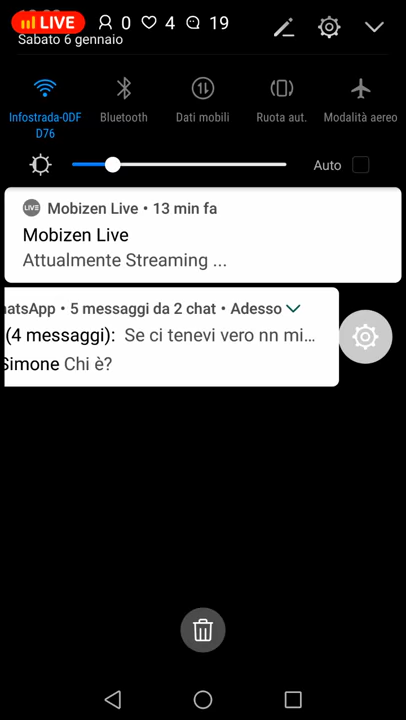 LIVE 0 4 19
Sabato 6 gennaio
Infostrada-0DF
D76
Bluetooth
Dati mobili
Ruota aut.
Modalità aereo
Auto
LIVE Mobizen Live • 13 min fa
Mobizen Live
Attualmente Streaming ...
hatsApp • 5 messaggi da 2 chat • Adesso
(4 messaggi): Se ci tenevi vero nn mi...
Simone Chi è?